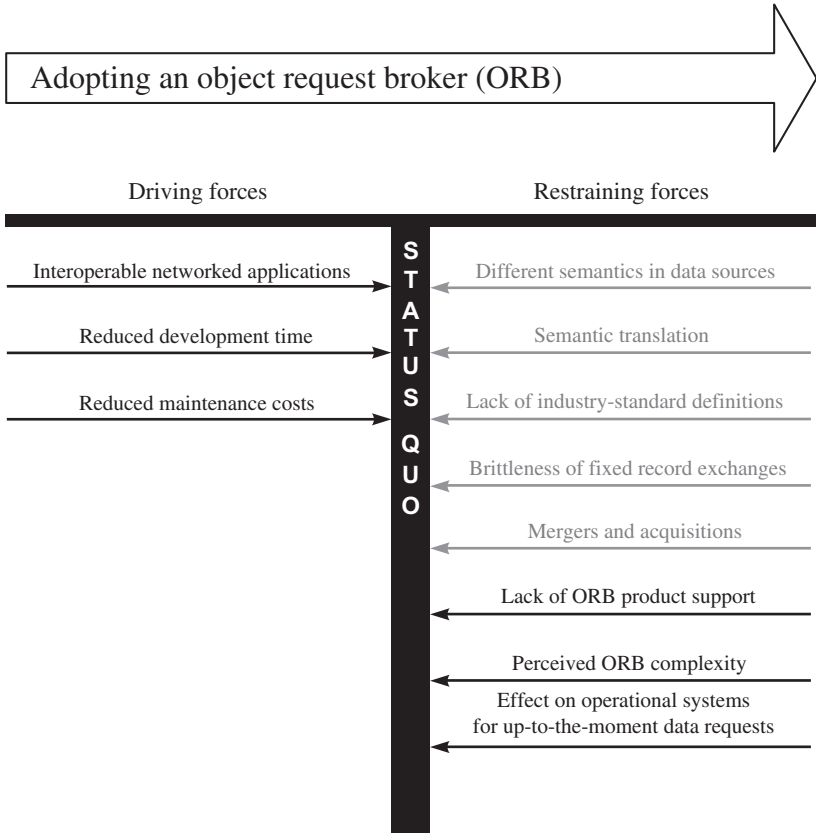 Adopting an object request broker (ORB)
Driving forces
Restraining forces
STATUS QUO
Interoperable networked applications
Reduced development time
Reduced maintenance costs
Different semantics in data sources
Semantic translation
Lack of industry-standard definitions
Brittleness of fixed record exchanges
Mergers and acquisitions
Lack of ORB product support
Perceived ORB complexity
Effect on operational systems
for up-to-the-moment data requests